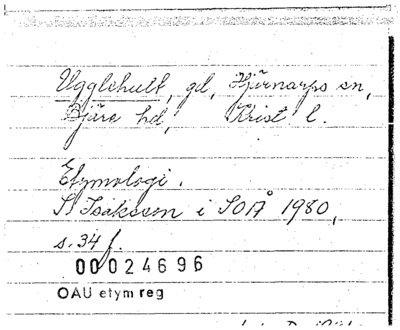 Ugglehult, gd, Hjärnarps sn,
Bjäre hd, Krist l.
Etymologi.
S Isaksson i SOÅ 1980,
s. 34 f.
00024696
OAU etym reg